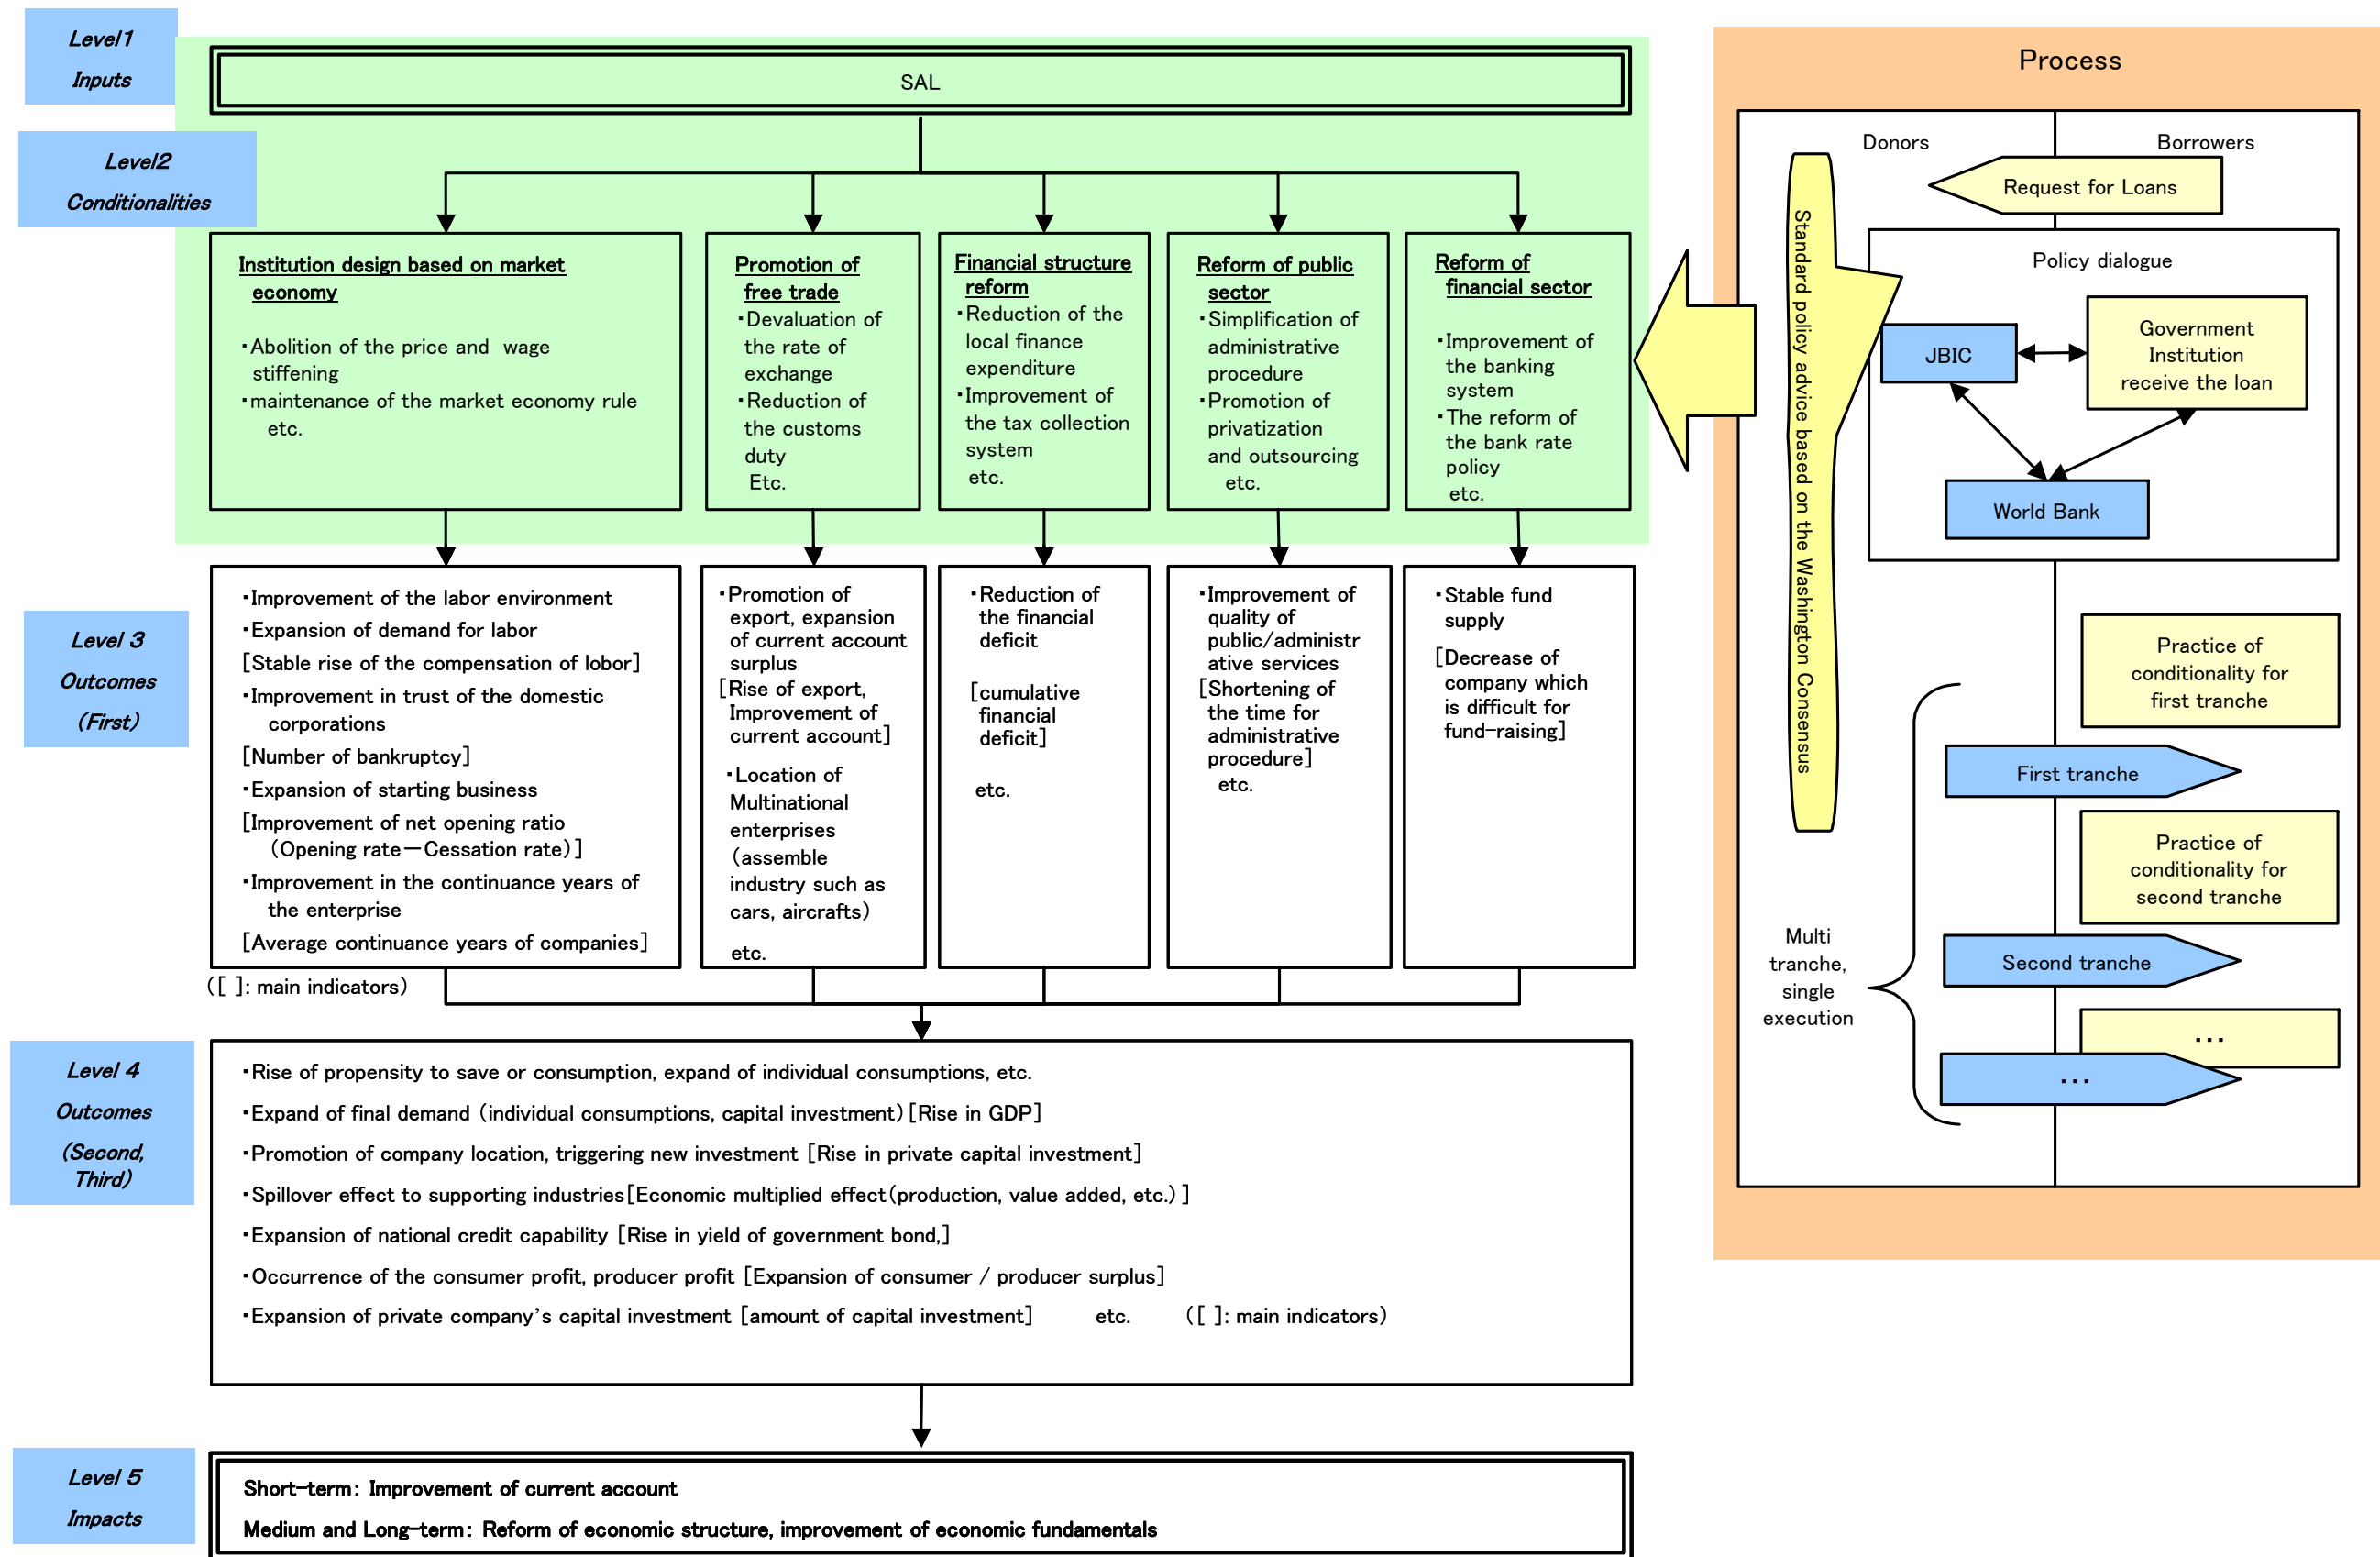 Level1
Inputs
SAL
Level2
Conditionalities
Institution design based on market
economy
・Abolition of the price and wage
stiffening
・maintenance of the market economy rule
etc.
Promotion of
free trade
・Devaluation of
the rate of
exchange
・Reduction of
the customs
duty
Etc.
Financial structure
reform
・Reduction of the
local finance
expenditure
・Improvement of
the tax collection
system
etc.
Reform of public
sector
・Simplification of
administrative
procedure
・Promotion of
privatization
and outsourcing
etc.
Reform of
financial sector
・Improvement of
the banking
system
・The reform of
the bank rate
policy
etc.
Level 3
Outcomes
(First)
・Improvement of the labor environment
・Expansion of demand for labor
[Stable rise of the compensation of lobor]
・Improvement in trust of the domestic
corporations
[Number of bankruptcy]
・Expansion of starting business
[Improvement of net opening ratio
(Opening rate－Cessation rate)]
・Improvement in the continuance years of
the enterprise
[Average continuance years of companies]
([ ]: main indicators)
・Promotion of
export, expansion
of current account
surplus
[Rise of export,
Improvement of
current account]
・Location of
Multinational
enterprises
(assemble
industry such as
cars, aircrafts)
etc.
・Reduction of
the financial
deficit
[cumulative
financial
deficit]
etc.
・Improvement of
quality of
public/administr
ative services
[Shortening of
the time for
administrative
procedure]
etc.
・Stable fund
supply
[Decrease of
company which
is difficult for
fund-raising]
Level 4
Outcomes
(Second,
Third)
・Rise of propensity to save or consumption, expand of individual consumptions, etc.
・Expand of final demand (individual consumptions, capital investment)[Rise in GDP]
・Promotion of company location, triggering new investment [Rise in private capital investment]
・Spillover effect to supporting industries[Economic multiplied effect(production, value added, etc.)]
・Expansion of national credit capability [Rise in yield of government bond,]
・Occurrence of the consumer profit, producer profit [Expansion of consumer / producer surplus]
・Expansion of private company’s capital investment [amount of capital investment] etc. ([ ]: main indicators)
Level 5
Impacts
Short-term: Improvement of current account
Medium and Long-term: Reform of economic structure, improvement of economic fundamentals
Process
Donors
Borrowers
Request for Loans
Standard policy advice based on the Washington Consensus
Policy dialogue
JBIC
Government
Institution
receive the loan
World Bank
Practice of
conditionality for
first tranche
First tranche
Practice of
conditionality for
second tranche
Multi
tranche,
single
execution
Second tranche
...
...